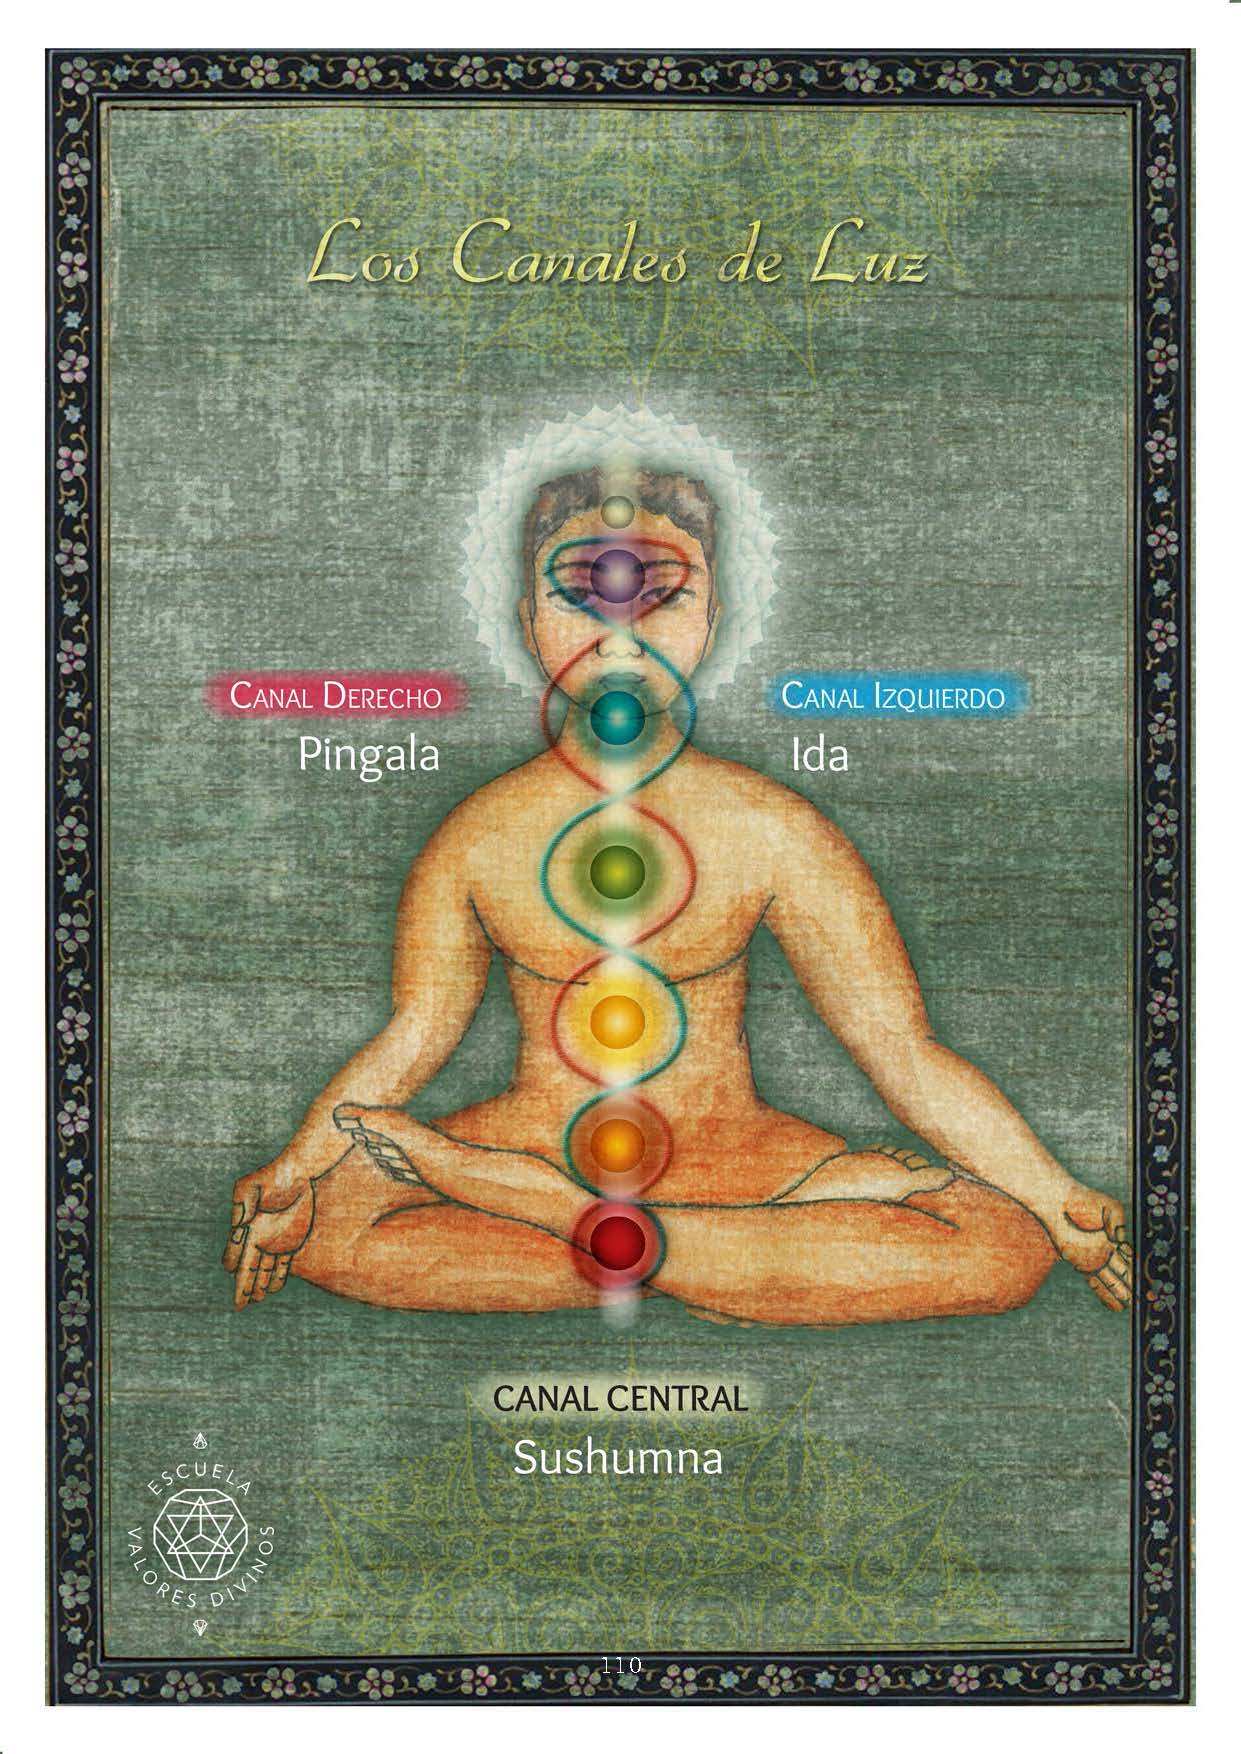 Los Canales de Luz
CANAL DERECHO
Pingala
CANAL IZQUIERDO
Ida
CANAL CENTRAL
Sushumna
ESCUELA
VALORES DIVINOS
110